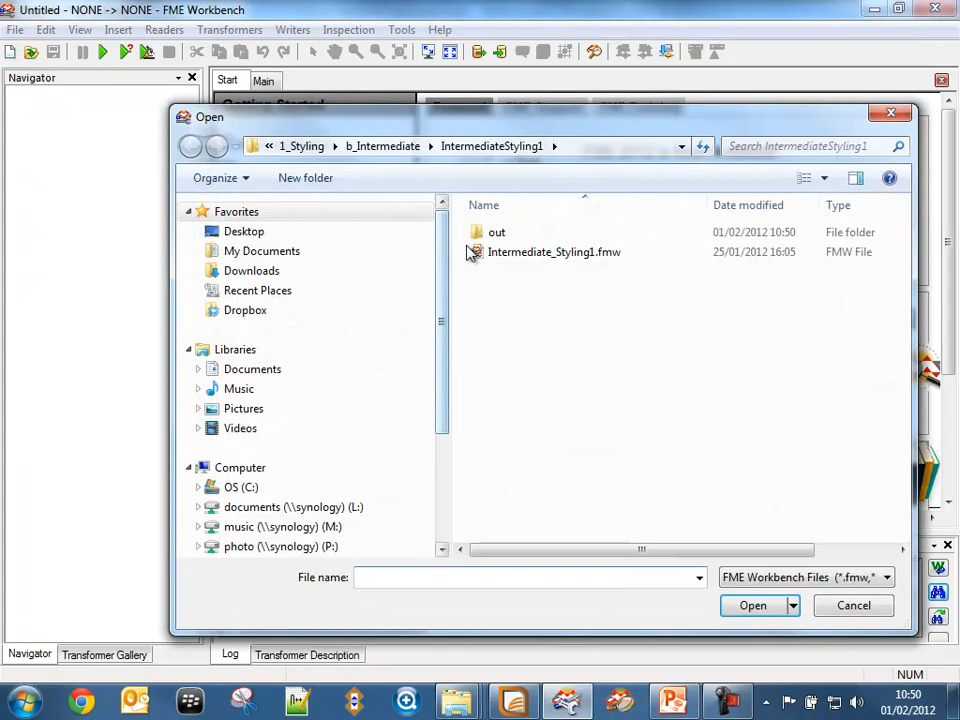 Untitled - NONE -> NONE - FME Workbench
File Edit View Insert Readers Transformers Writers Inspection Tools Help
Navigator
Start Main
Open
« 1_Styling b_Intermediate IntermediateStyling1
Search IntermediateStyling1
Organize New folder
Favorites
Desktop
My Documents
Downloads
Recent Places
Dropbox
Libraries
Documents
Music
Pictures
Videos
Computer
OS (C:)
documents (\\synology) (L:)
music (\\synology) (M:)
photo (\\synology) (P:)
Name Date modified Type
out 01/02/2012 10:50 File folder
Intermediate_Styling1.fmw 25/01/2012 16:05 FMW File
File name:
FME Workbench Files (*.fmw,*
Open Cancel
Navigator Transformer Gallery
Log Transformer Description
NUM
10:50
01/02/2012